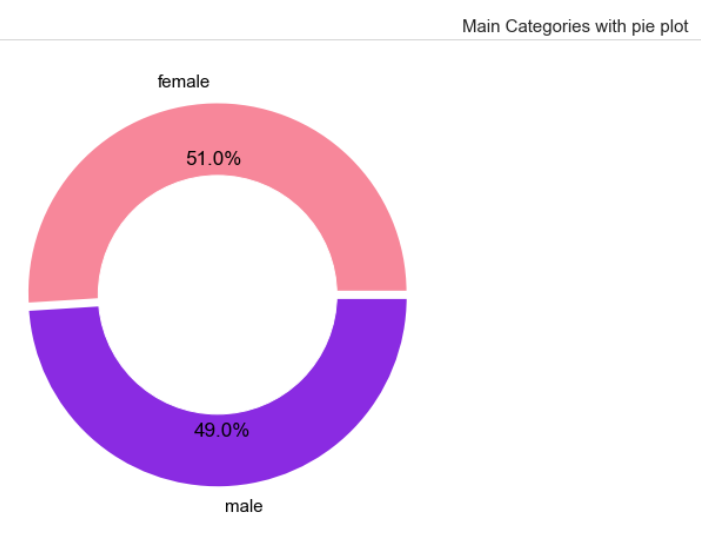 Main Categories with pie plot
female
51.0%
49.0%
male